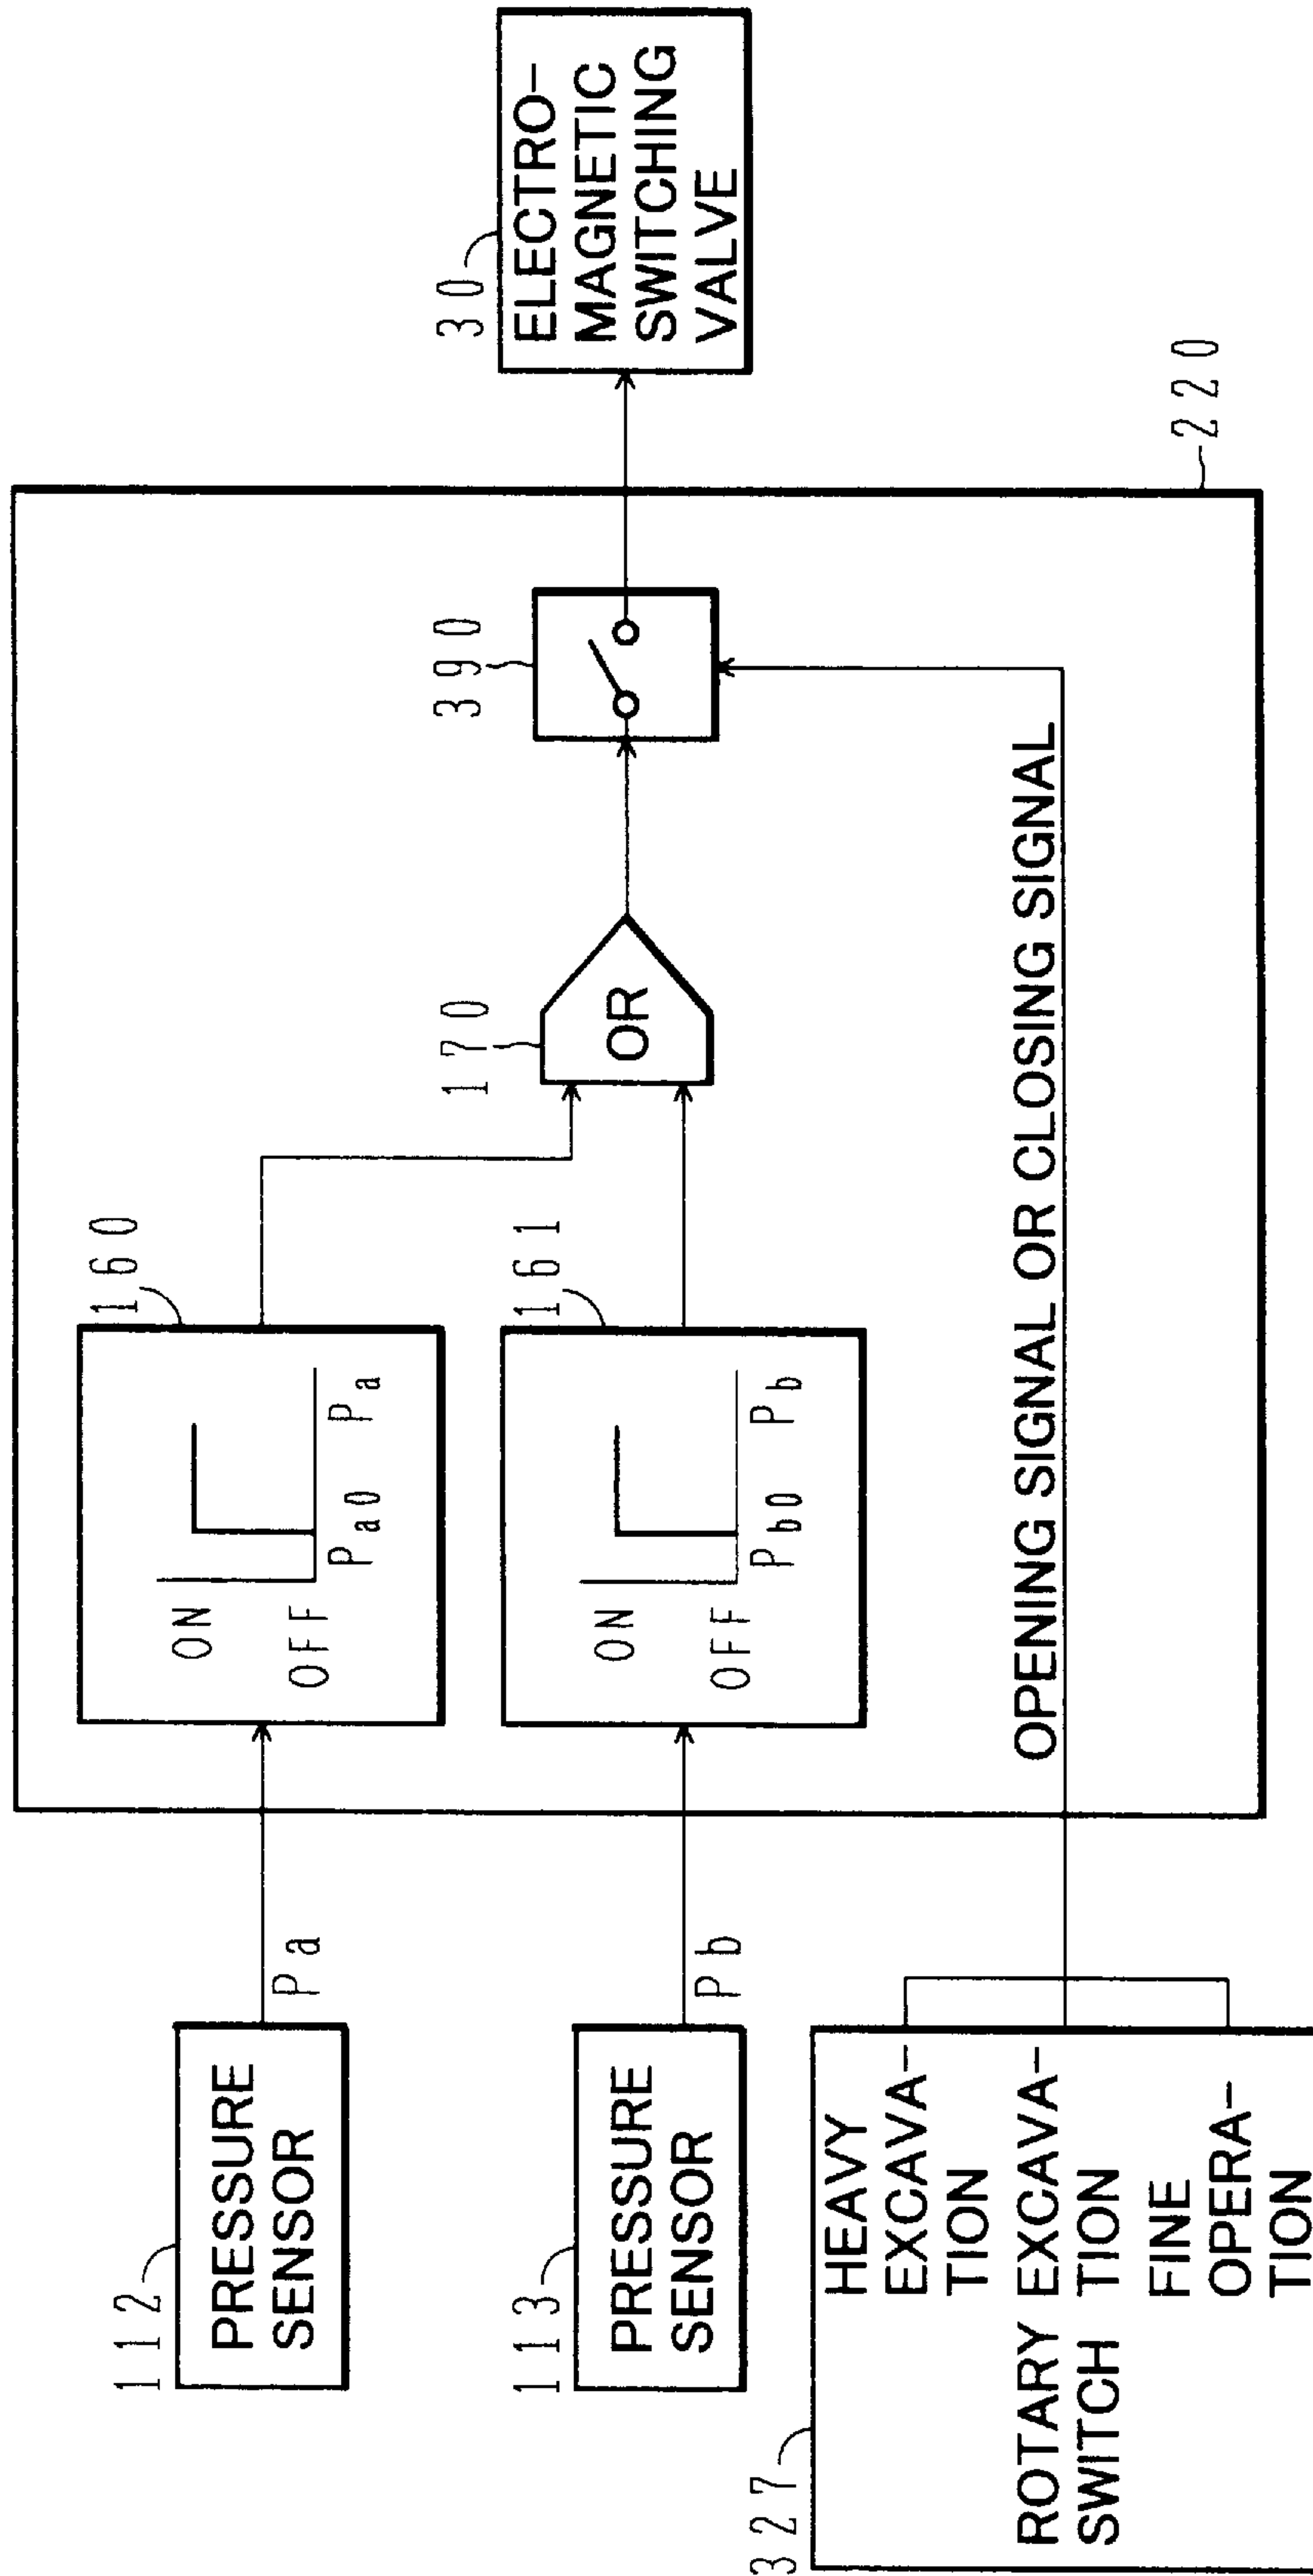 112
PRESSURE
SENSOR
Pa
160
ON
OFF
Pa0 Pa
113
PRESSURE
SENSOR
Pb
161
ON
OFF
Pb0 Pb
170
OR
390
30
ELECTRO-
MAGNETIC
SWITCHING
VALVE
327
ROTARY
SWITCH
HEAVY
EXCAVA-
TION
EXCAVA-
TION
FINE
OPERA-
TION
OPENING SIGNAL OR CLOSING SIGNAL
220